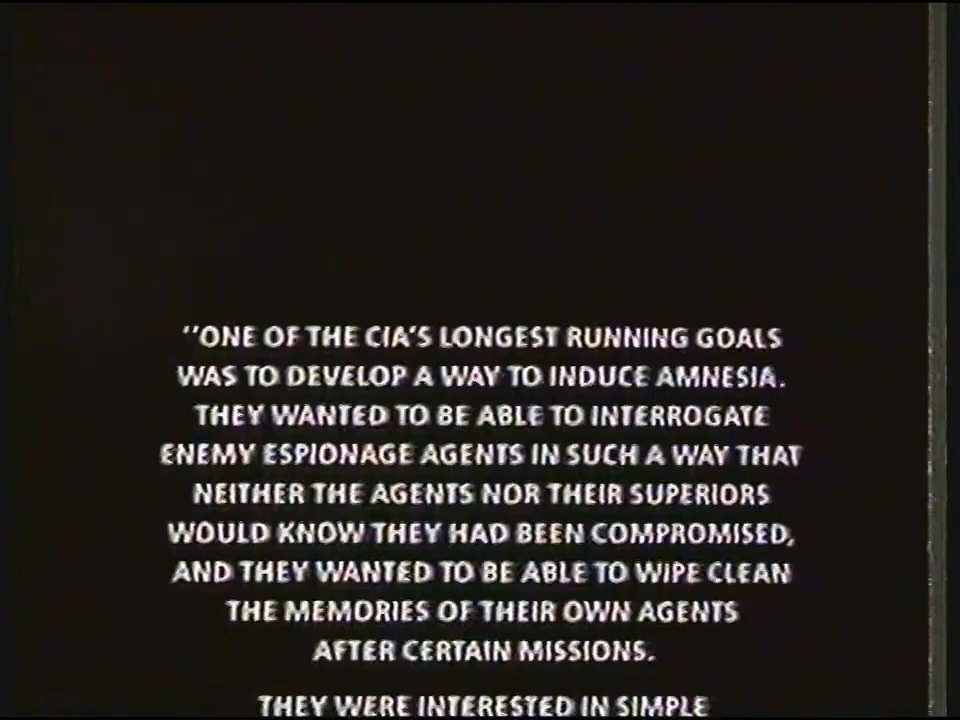 "ONE OF THE CIA'S LONGEST RUNNING GOALS
WAS TO DEVELOP A WAY TO INDUCE AMNESIA.
THEY WANTED TO BE ABLE TO INTERROGATE
ENEMY ESPIONAGE AGENTS IN SUCH A WAY THAT
NEITHER THE AGENTS NOR THEIR SUPERIORS
WOULD KNOW THEY HAD BEEN COMPROMISED,
AND THEY WANTED TO BE ABLE TO WIPE CLEAN
THE MEMORIES OF THEIR OWN AGENTS
AFTER CERTAIN MISSIONS.
THEY WERE INTERESTED IN SIMPLE